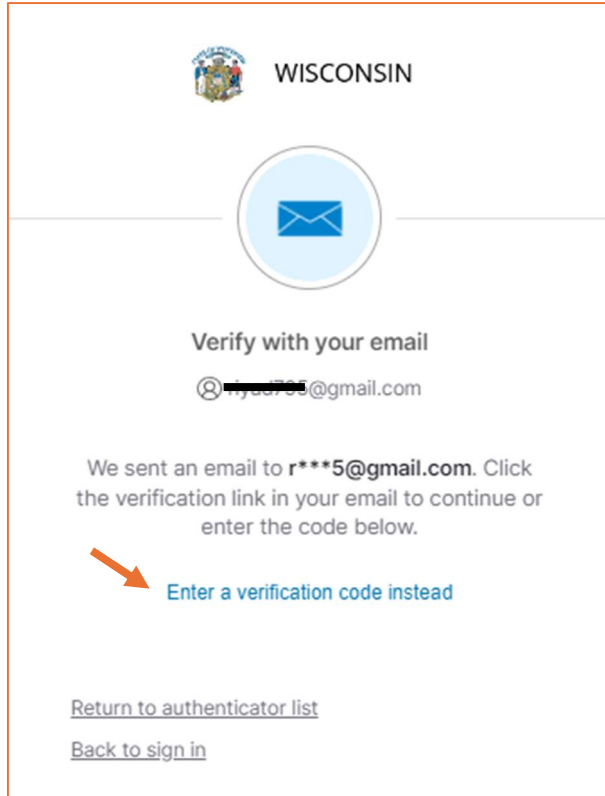 WISCONSIN
Verify with your email
@gmail.com
We sent an email to r***5@gmail.com. Click
the verification link in your email to continue or
enter the code below.
Enter a verification code instead
Return to authenticator list
Back to sign in